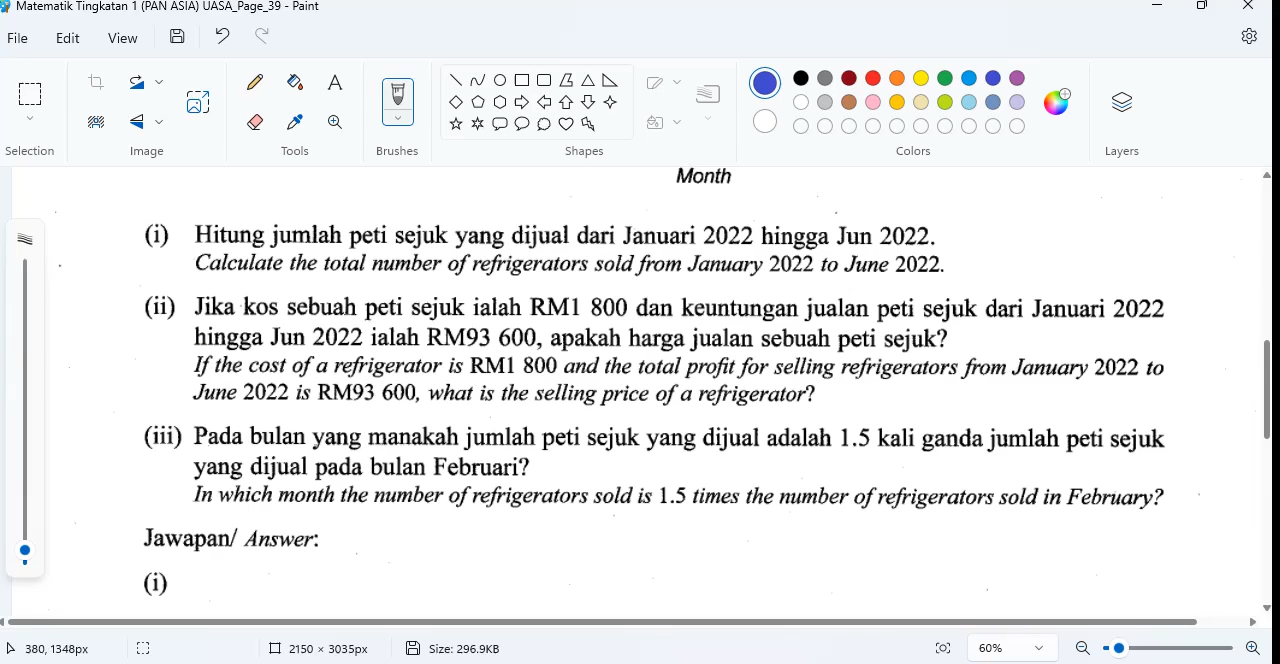 Matematik Tingkatan 1 (PAN ASIA) UASA_Page_39 - Paint
File Edit View
Selection Image Tools Brushes Shapes Colors Layers
Month
(i) Hitung jumlah peti sejuk yang dijual dari Januari 2022 hingga Jun 2022.
Calculate the total number of refrigerators sold from January 2022 to June 2022.
(ii) Jika kos sebuah peti sejuk ialah RM1 800 dan keuntungan jualan peti sejuk dari Januari 2022
hingga Jun 2022 ialah RM93 600, apakah harga jualan sebuah peti sejuk?
If the cost of a refrigerator is RM1 800 and the total profit for selling refrigerators from January 2022 to
June 2022 is RM93 600, what is the selling price of a refrigerator?
(iii) Pada bulan yang manakah jumlah peti sejuk yang dijual adalah 1.5 kali ganda jumlah peti sejuk
yang dijual pada bulan Februari?
In which month the number of refrigerators sold is 1.5 times the number of refrigerators sold in February?
Jawapan/ Answer:
(i)
380, 1348px 2150 × 3035px Size: 296.9KB 60%